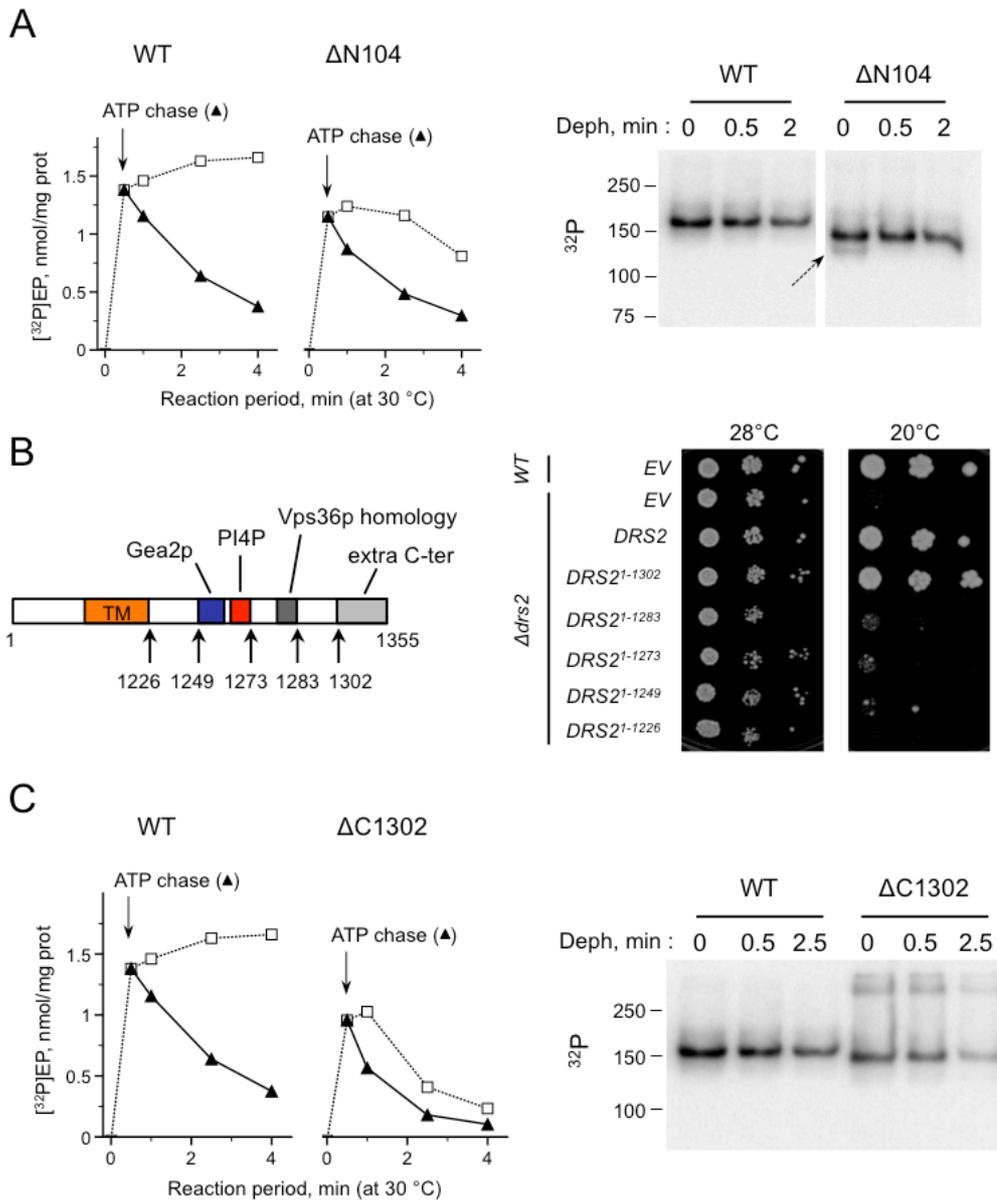 A
WT
ΔN104
ATP chase (▲)
ATP chase (▲)
[³²P]EP, nmol/mg prot
1.5
1
0.5
0
0 2 4
0 2 4
Reaction period, min (at 30 °C)
WT ΔN104
Deph, min : 0 0.5 2 0 0.5 2
³²P
250
150
100
75
B
Gea2p
PI4P
Vps36p homology
extra C-ter
TM
1
1355
1226 1249 1273 1283 1302
28°C 20°C
WT
EV
Δdrs2
EV
DRS2
DRS2¹⁻¹³⁰²
DRS2¹⁻¹²⁸³
DRS2¹⁻¹²⁷³
DRS2¹⁻¹²⁴⁹
DRS2¹⁻¹²²⁶
C
WT
ΔC1302
ATP chase (▲)
ATP chase (▲)
[³²P]EP, nmol/mg prot
1.5
1
0.5
0
0 2 4
0 2 4
Reaction period, min (at 30 °C)
WT ΔC1302
Deph, min : 0 0.5 2.5 0 0.5 2.5
³²P
250
150
100